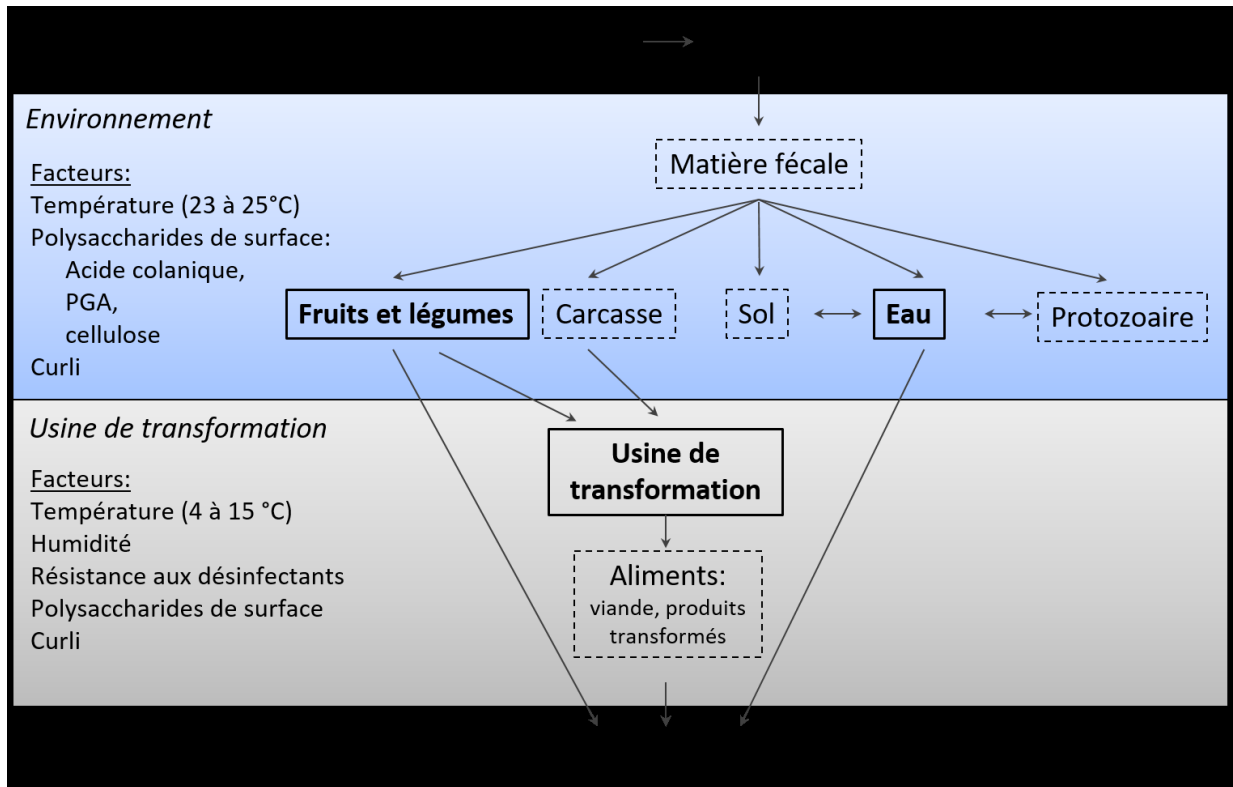 Environnement
Facteurs:
Température (23 à 25°C)
Polysaccharides de surface:
Acide colanique,
PGA,
cellulose
Curli
Matière fécale
Fruits et légumes
Carcasse
Sol
Eau
Protozoaire
Usine de transformation
Facteurs:
Température (4 à 15 °C)
Humidité
Résistance aux désinfectants
Polysaccharides de surface
Curli
Usine de
transformation
Aliments:
viande, produits
transformés